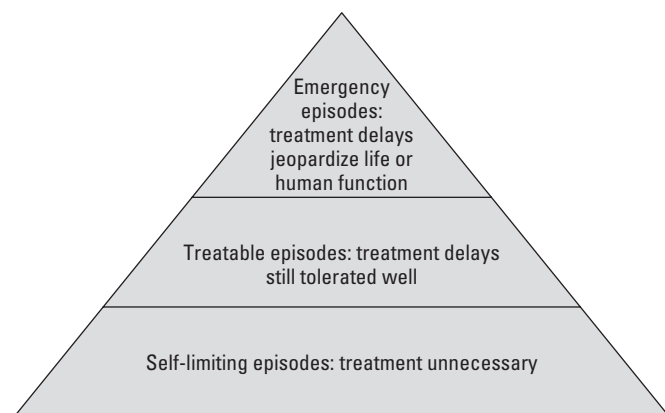 Emergency
episodes:
treatment delays
jeopardize life or
human function
Treatable episodes: treatment delays
still tolerated well
Self-limiting episodes: treatment unnecessary